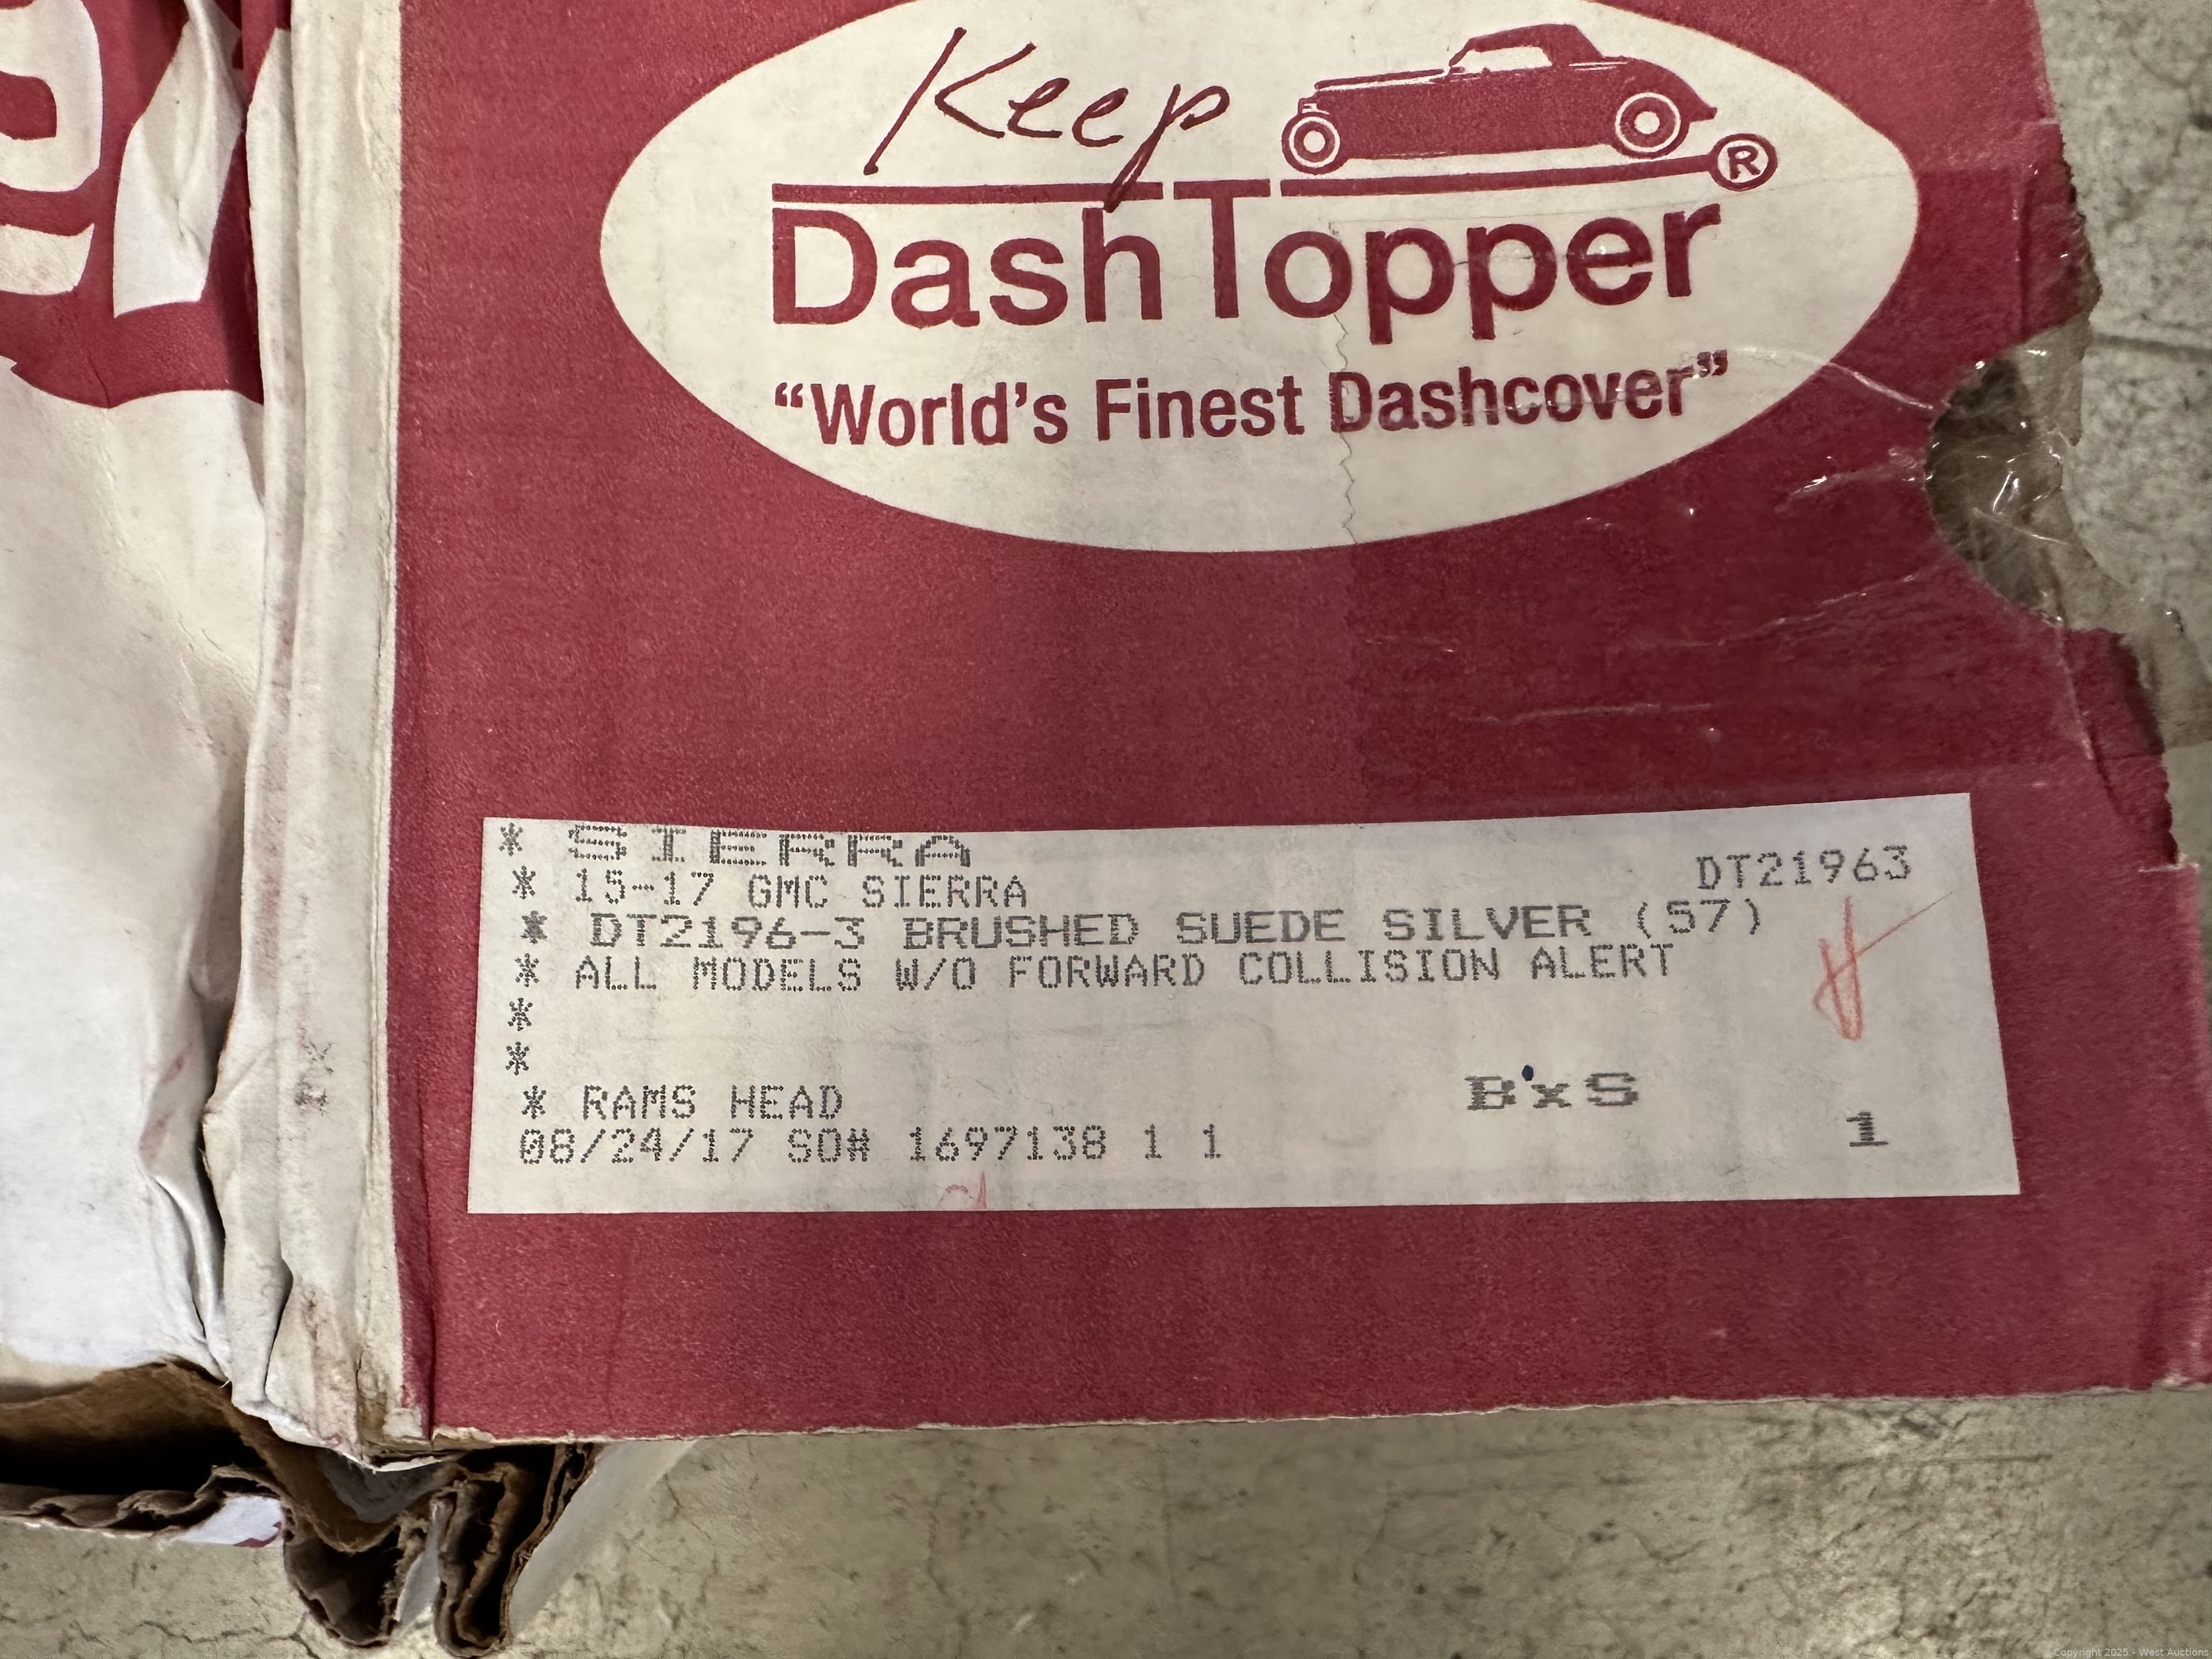 Keep
®
DashTopper
“World’s Finest Dashcover”
* SIERRA
DT21963
* 15-17 GMC SIERRA
* DT2196-3 BRUSHED SUEDE SILVER (57)
* ALL MODELS W/O FORWARD COLLISION ALERT
*
*
* RAMS HEAD
BxS
08/24/17 SO# 1697138 1 1
1
Copyright 2025 - West Auctions